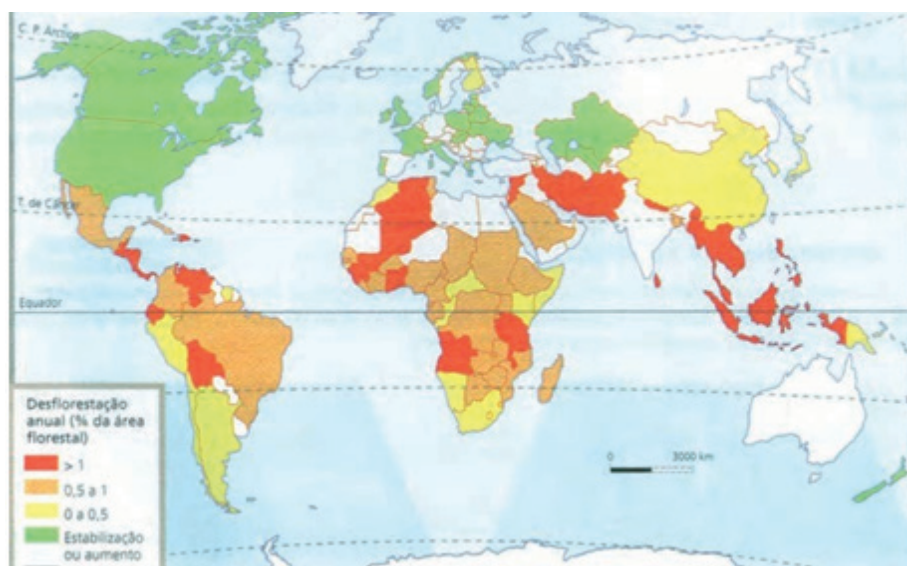 C. P. Ártico
T. de Câncer
Equador
0 3000 km
Desflorestação
anual (% da área
florestal)
> 1
0,5 a 1
0 a 0,5
Estabilização
ou aumento